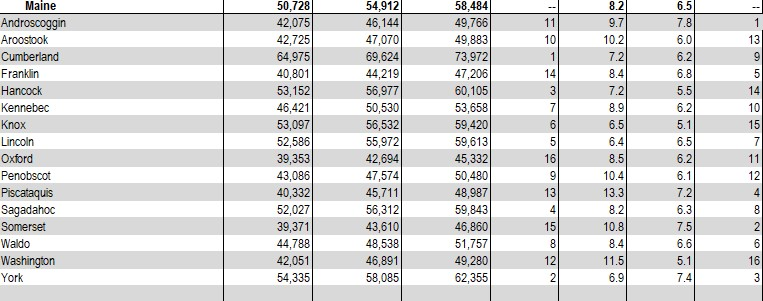 Maine 50,728 54,912 58,484 -- 8.2 6.5 --
Androscoggin 42,075 46,144 49,766 11 9.7 7.8 1
Aroostook 42,725 47,070 49,883 10 10.2 6.0 13
Cumberland 64,975 69,624 73,972 1 7.2 6.2 9
Franklin 40,801 44,219 47,206 14 8.4 6.8 5
Hancock 53,152 56,977 60,105 3 7.2 5.5 14
Kennebec 46,421 50,530 53,658 7 8.9 6.2 10
Knox 53,097 56,532 59,420 6 6.5 5.1 15
Lincoln 52,586 55,972 59,613 5 6.4 6.5 7
Oxford 39,353 42,694 45,332 16 8.5 6.2 11
Penobscot 43,086 47,574 50,480 9 10.4 6.1 12
Piscataquis 40,332 45,711 48,987 13 13.3 7.2 4
Sagadahoc 52,027 56,312 59,843 4 8.2 6.3 8
Somerset 39,371 43,610 46,860 15 10.8 7.5 2
Waldo 44,788 48,538 51,757 8 8.4 6.6 6
Washington 42,051 46,891 49,280 12 11.5 5.1 16
York 54,335 58,085 62,355 2 6.9 7.4 3